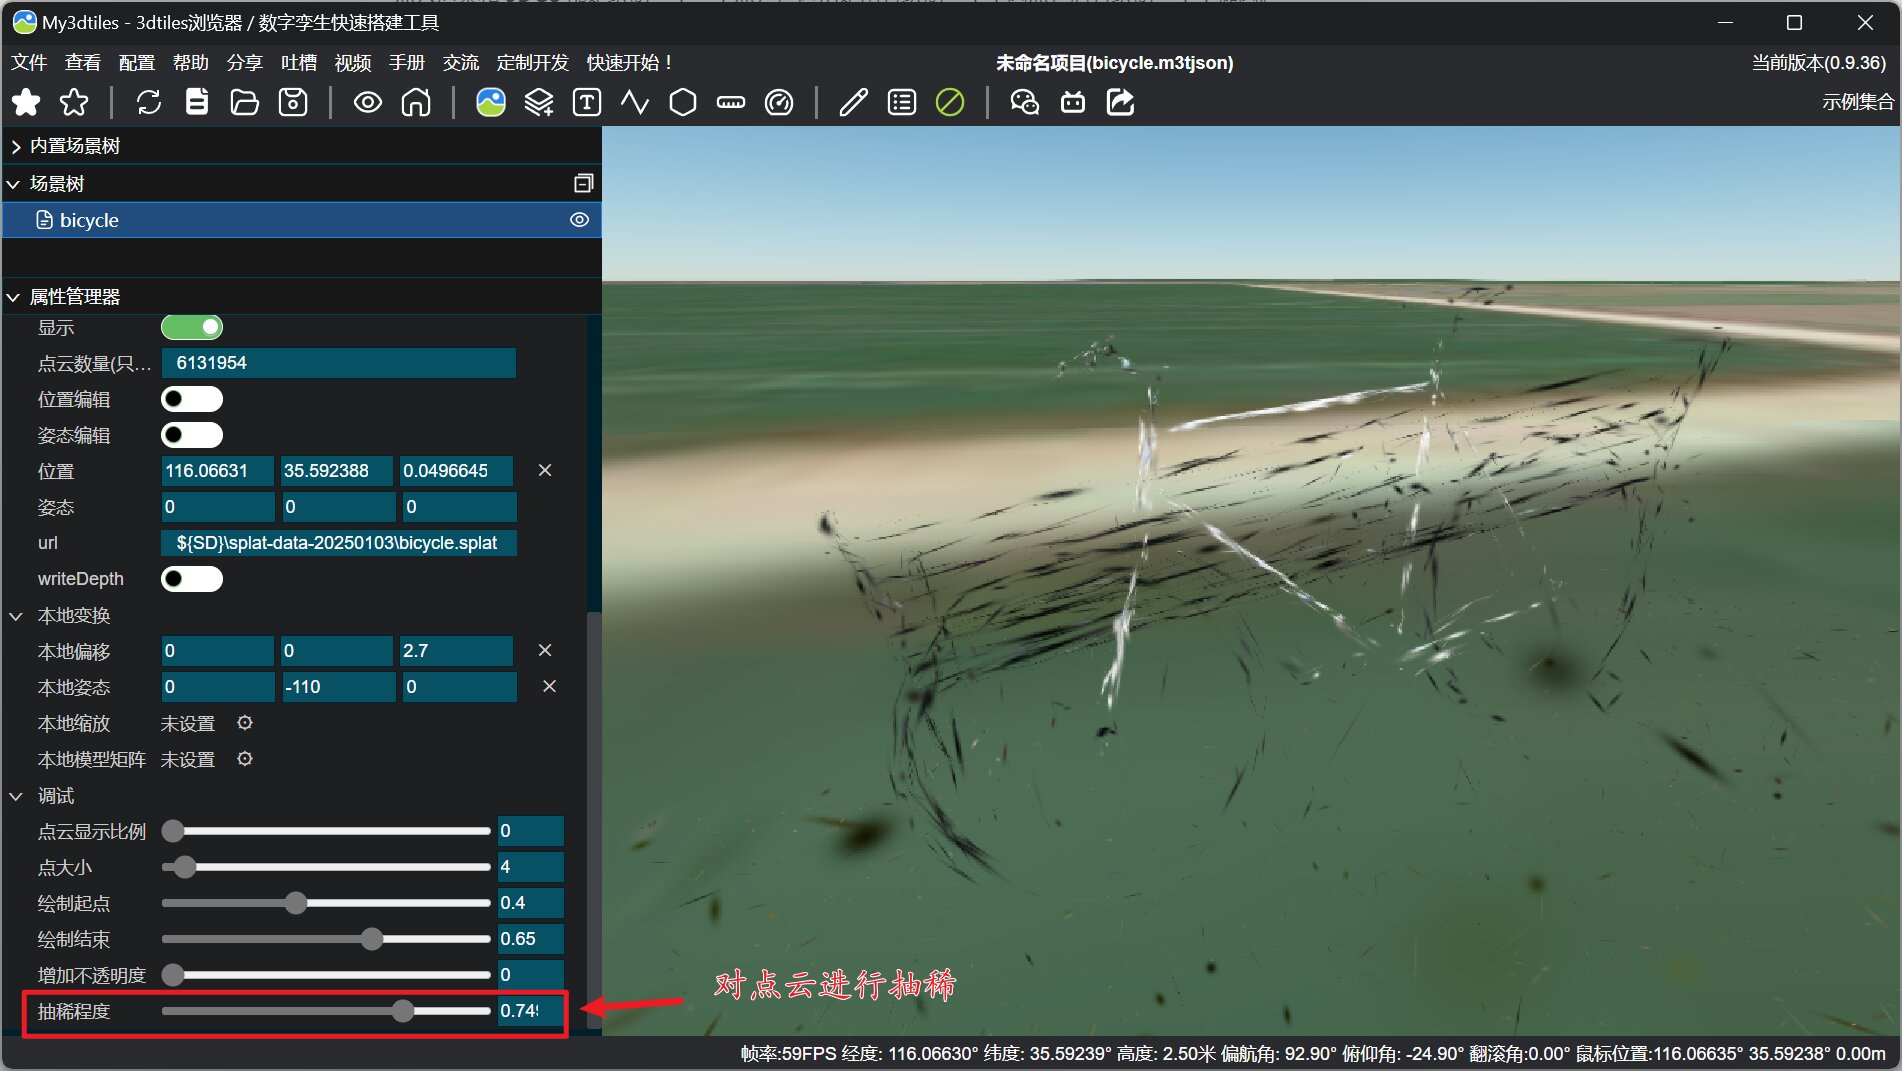 My3dtiles - 3dtiles浏览器 / 数字孪生快速搭建工具
文件 查看 配置 帮助 分享 吐槽 视频 手册 交流 定制开发 快速开始！
未命名项目(bicycle.m3tjson)
当前版本(0.9.36)
示例集合
内置场景树
场景树
bicycle
属性管理器
显示
点云数量(只... 6131954
位置编辑
姿态编辑
位置 116.06631 35.592388 0.0496645
姿态 0 0 0
url ${SD}\splat-data-20250103\bicycle.splat
writeDepth
本地变换
本地偏移 0 0 2.7
本地姿态 0 -110 0
本地缩放 未设置
本地模型矩阵 未设置
调试
点云显示比例 0
点大小 4
绘制起点 0.4
绘制结束 0.65
增加不透明度 0
抽稀程度 0.749
对点云进行抽稀
帧率:59FPS 经度: 116.06630° 纬度: 35.59239° 高度: 2.50米 偏航角: 92.90° 俯仰角: -24.90° 翻滚角:0.00° 鼠标位置:116.06635° 35.59238° 0.00m